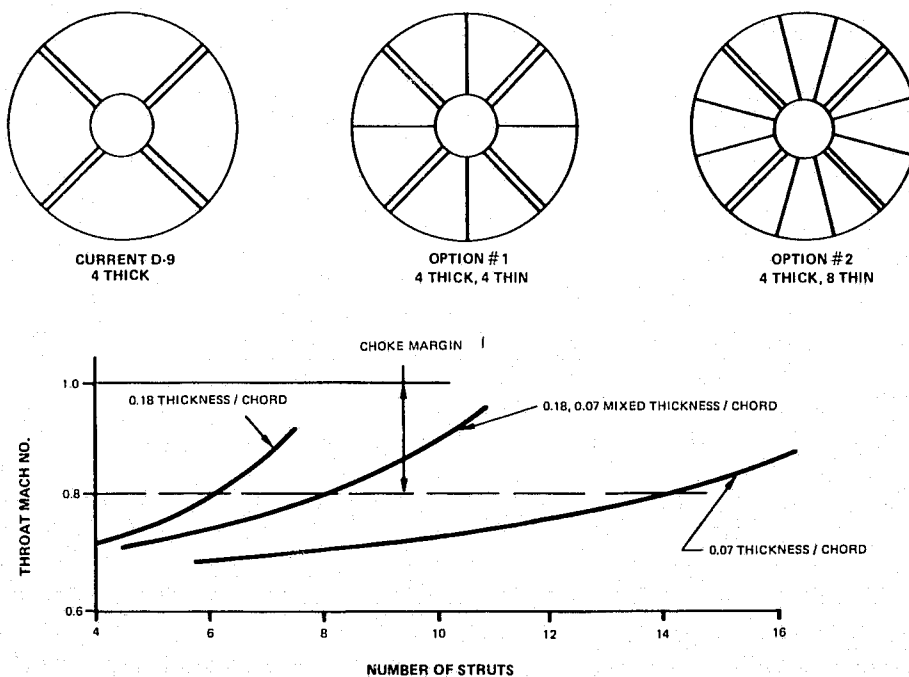 CURRENT D-9
4 THICK
OPTION #1
4 THICK, 4 THIN
OPTION #2
4 THICK, 8 THIN
CHOKE MARGIN
1.0
0.18 THICKNESS / CHORD
0.18, 0.07 MIXED THICKNESS / CHORD
THROAT MACH NO.
0.8
0.07 THICKNESS / CHORD
0.6
4 6 8 10 12 14 16
NUMBER OF STRUTS